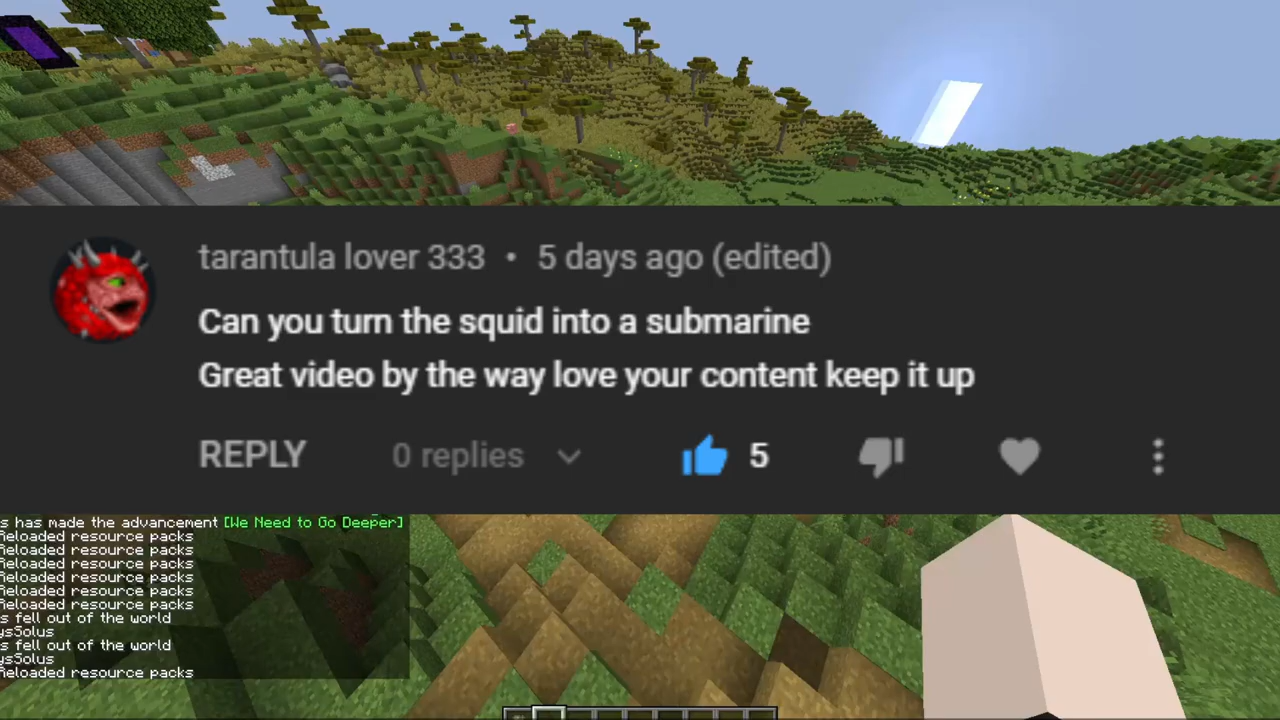 tarantula lover 333 • 5 days ago (edited)
Can you turn the squid into a submarine
Great video by the way love your content keep it up
REPLY 0 replies 5
s has made the advancement [We Need to Go Deeper]
Reloaded resource packs
Reloaded resource packs
Reloaded resource packs
Reloaded resource packs
Reloaded resource packs
Reloaded resource packs
s fell out of the world
ysSolus
s fell out of the world
ysSolus
Reloaded resource packs